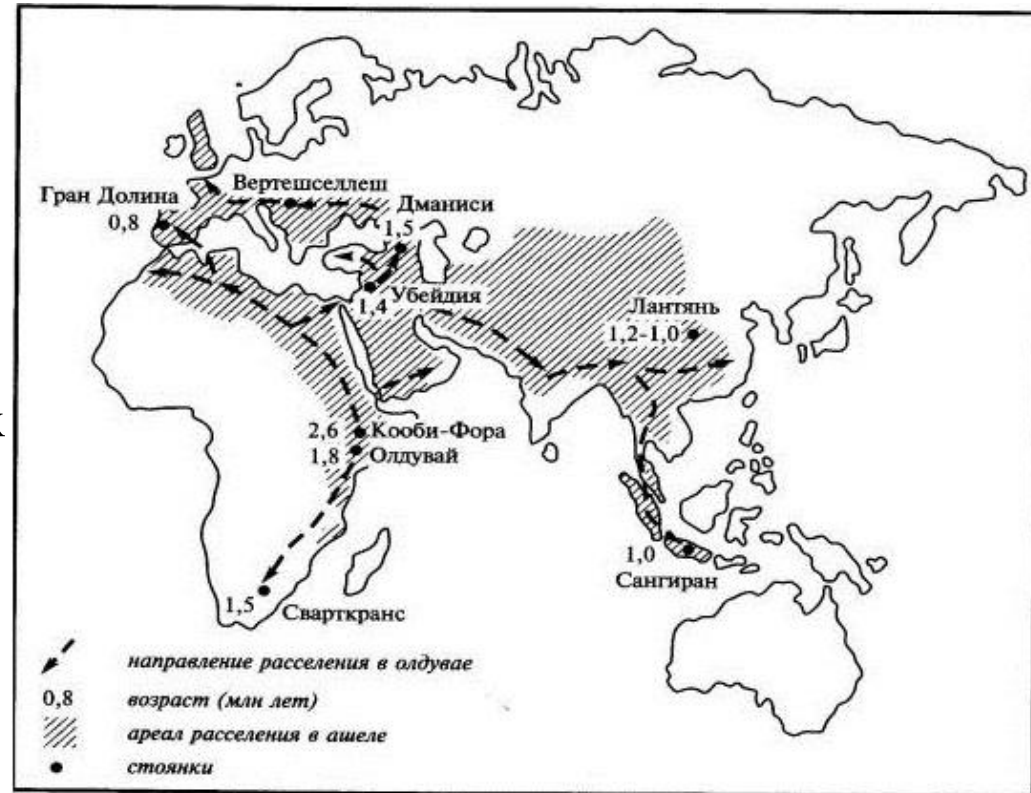 Гран Долина
0,8
Вертешселлеш
Дманиси
1,5
Убейдия
1,4
Лантянь
1,2-1,0
2,6
Кооби-Фора
1,8
Олдувай
1,0
Сангиран
1,5
Сварткранс
направление расселения в олдувае
0,8 возраст (млн лет)
ареал расселения в ашеле
стоянки